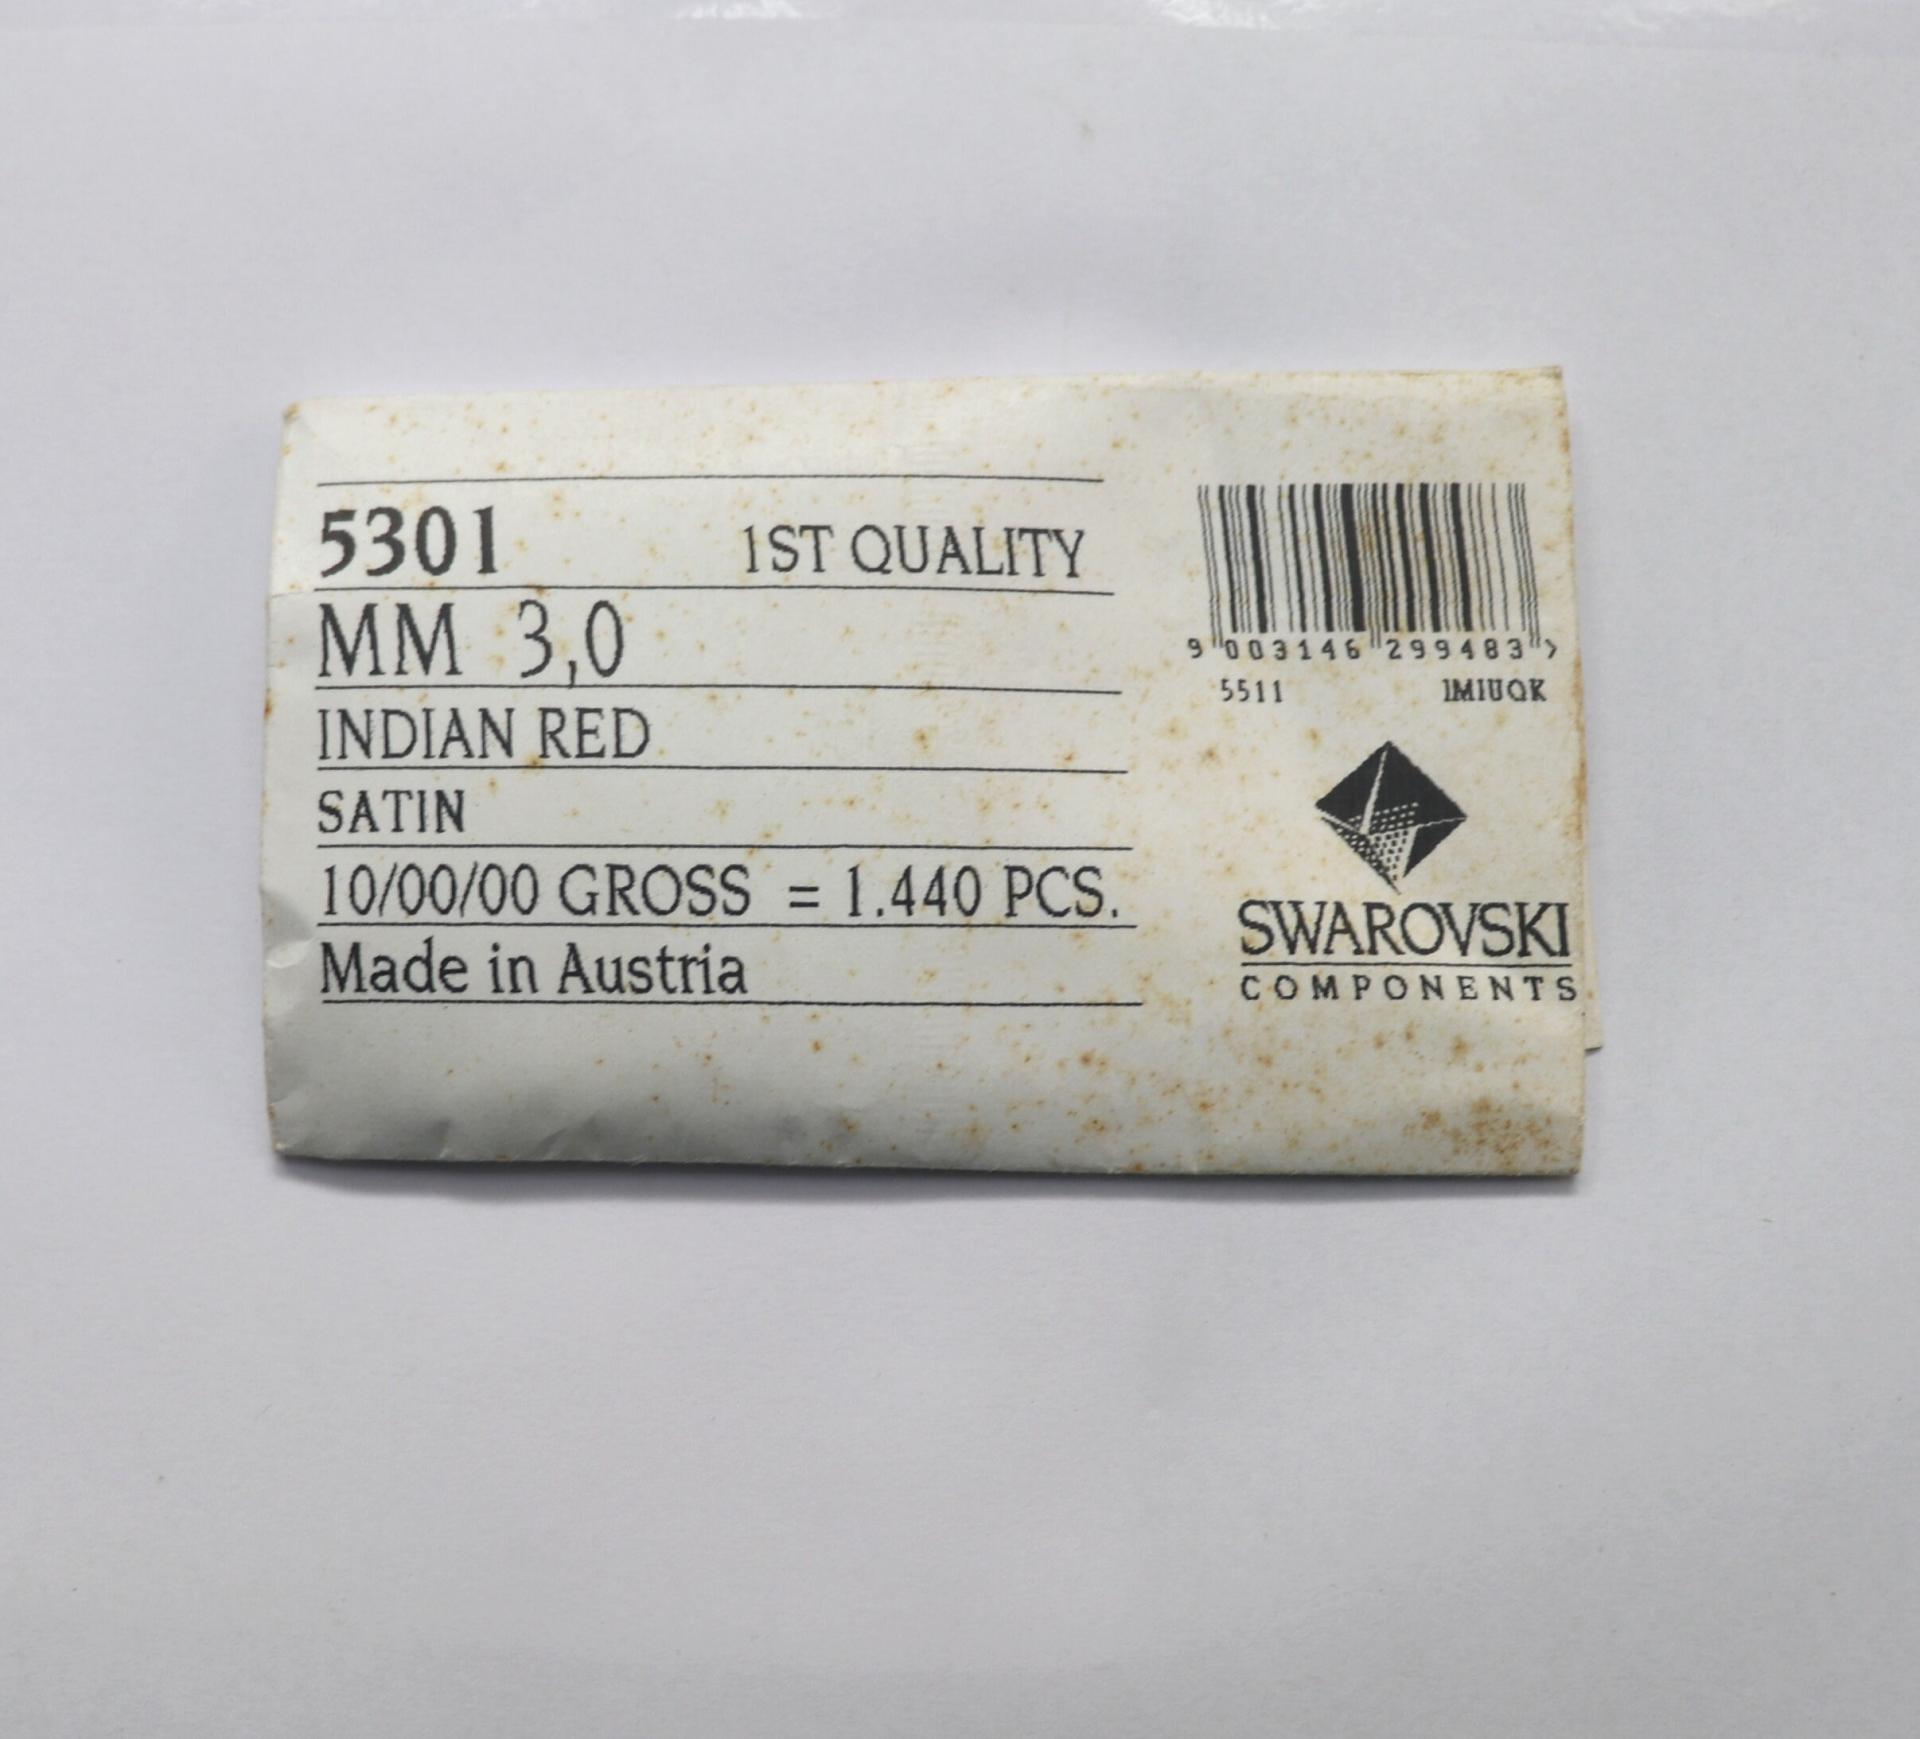 5301 1ST QUALITY
MM 3,0
INDIAN RED
SATIN
10/00/00 GROSS = 1.440 PCS.
Made in Austria
9 003146 299483 >
5511 1MIUQK
SWAROVSKI
COMPONENTS